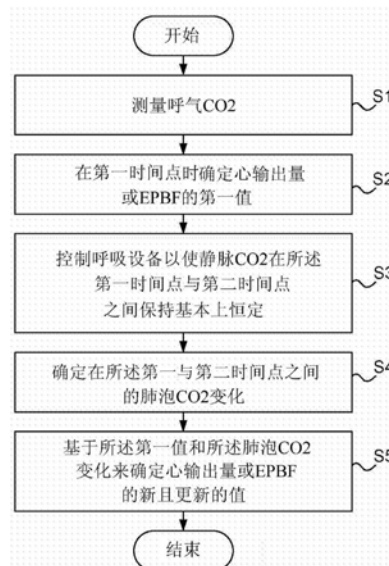 开始
测量呼气CO2
S1
在第一时间点时确定心输出量
或EPBF的第一值
S2
控制呼吸设备以使静脉CO2在所述
第一时间点与第二时间点
之间保持基本上恒定
S3
确定在所述第一与第二时间点之间
的肺泡CO2变化
S4
基于所述第一值和所述肺泡CO2
变化来确定心输出量或EPBF
的新且更新的值
S5
结束